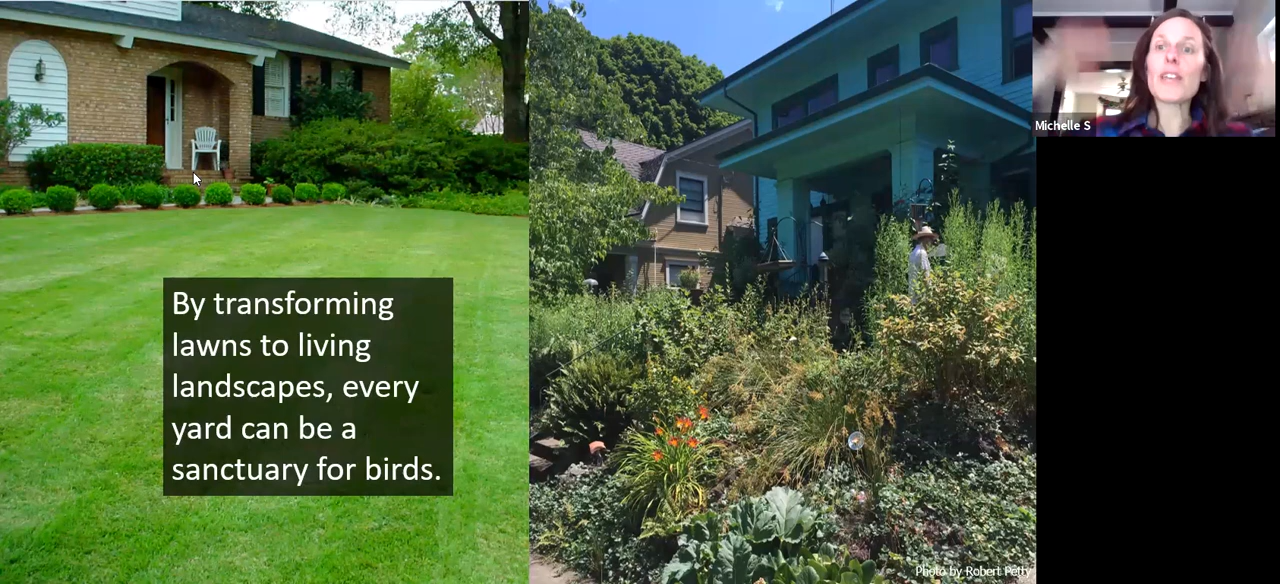 By transforming
lawns to living
landscapes, every
yard can be a
sanctuary for birds.
Michelle S
Photo by Robert Petty